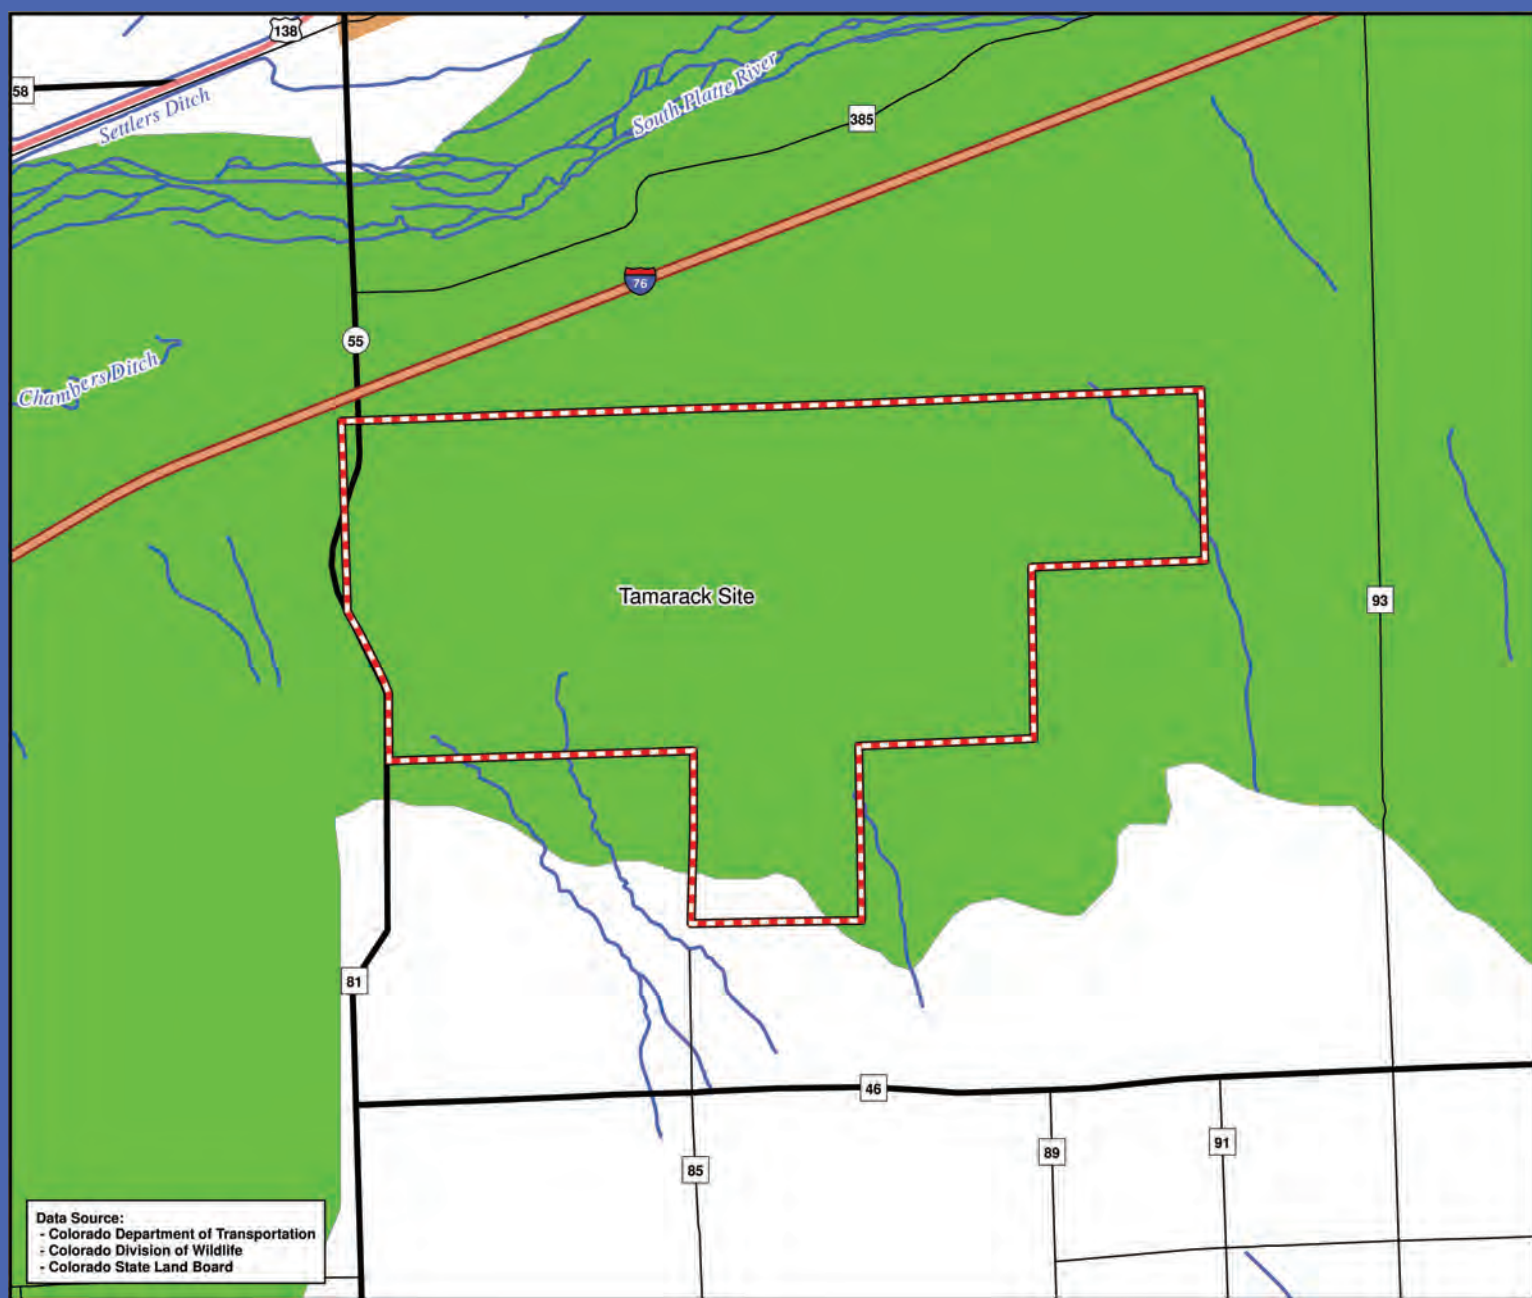 138
58
Settlers Ditch
South Platte River
385
76
55
Chambers Ditch
Tamarack Site
93
81
46
85
89
91
Data Source:
- Colorado Department of Transportation
- Colorado Division of Wildlife
- Colorado State Land Board